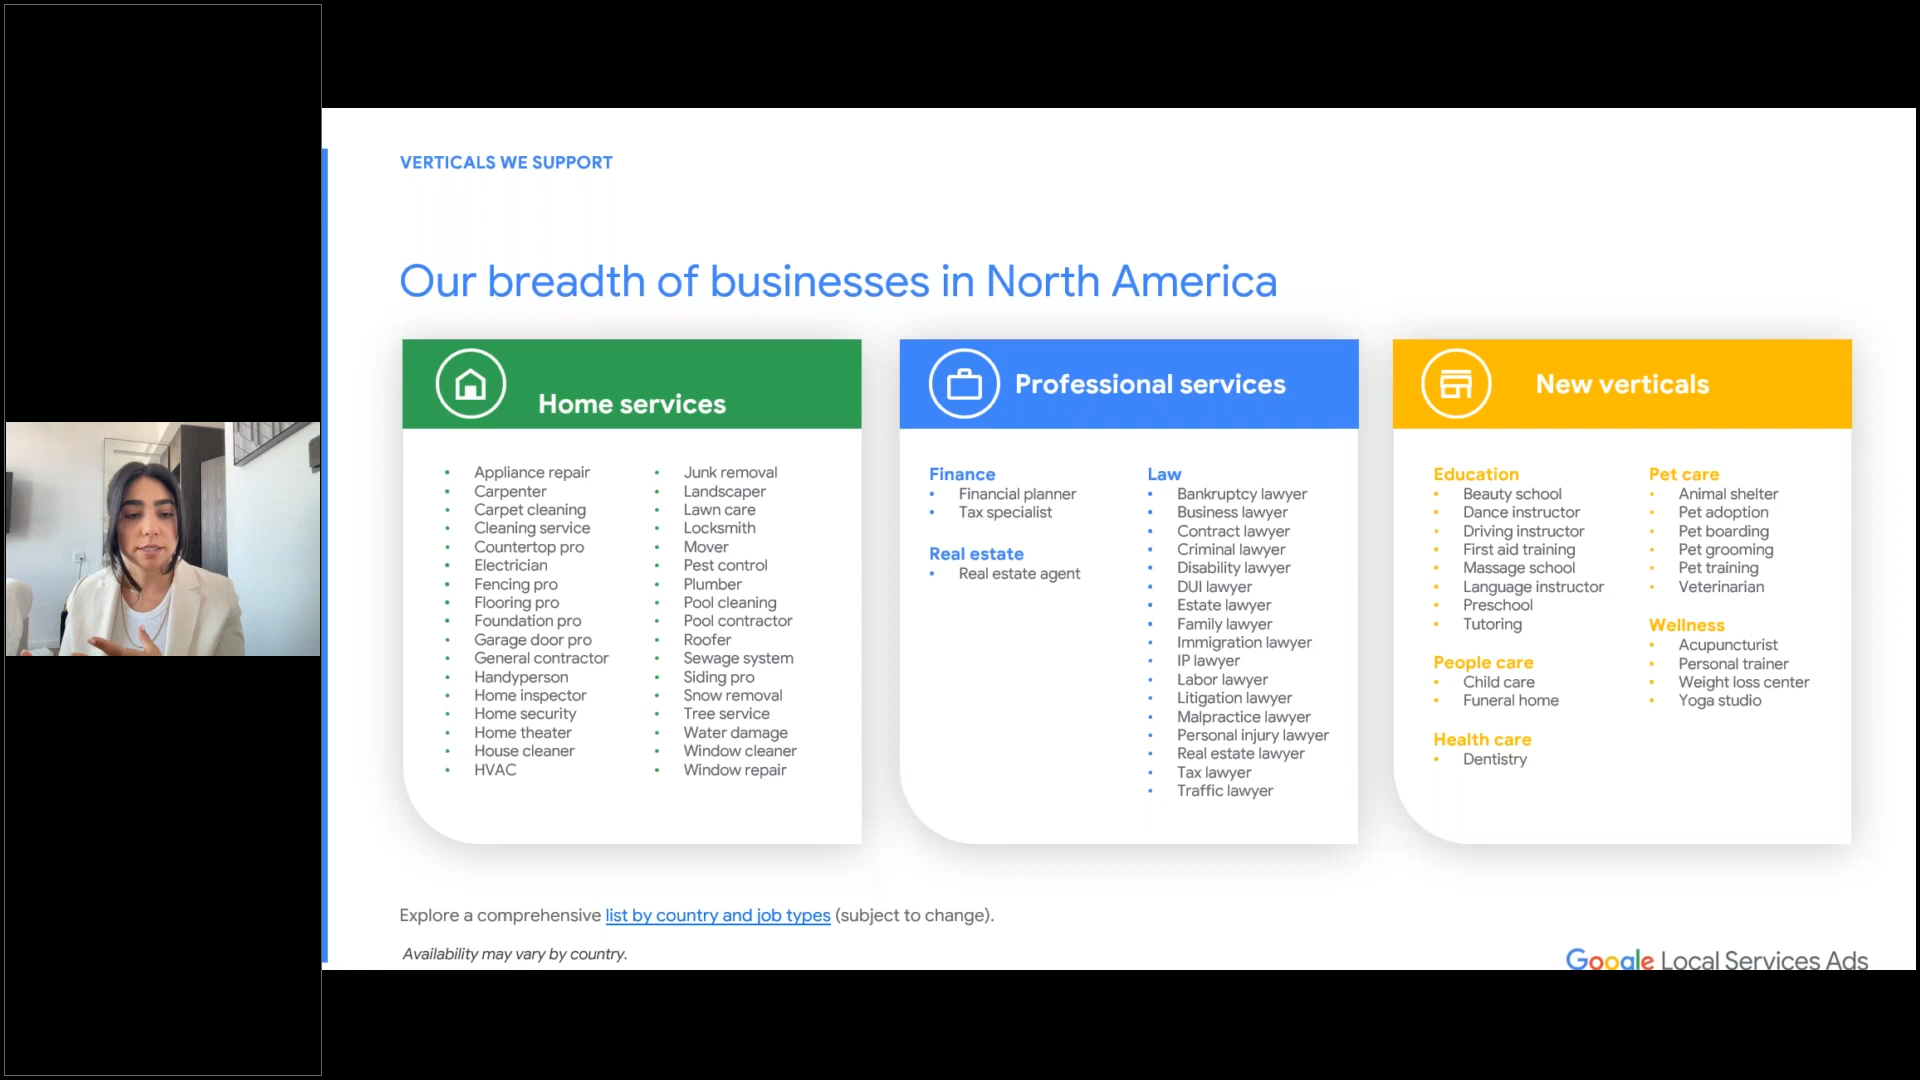 VERTICALS WE SUPPORT
Our breadth of businesses in North America
Home services
Appliance repair
Carpenter
Carpet cleaning
Cleaning service
Countertop pro
Electrician
Fencing pro
Flooring pro
Foundation pro
Garage door pro
General contractor
Handyperson
Home inspector
Home security
Home theater
House cleaner
HVAC
Junk removal
Landscaper
Lawn care
Locksmith
Mover
Pest control
Plumber
Pool cleaning
Pool contractor
Roofer
Sewage system
Siding pro
Snow removal
Tree service
Water damage
Window cleaner
Window repair
Professional services
Finance
Financial planner
Tax specialist
Real estate
Real estate agent
Law
Bankruptcy lawyer
Business lawyer
Contract lawyer
Criminal lawyer
Disability lawyer
DUI lawyer
Estate lawyer
Family lawyer
Immigration lawyer
IP lawyer
Labor lawyer
Litigation lawyer
Malpractice lawyer
Personal injury lawyer
Real estate lawyer
Tax lawyer
Traffic lawyer
New verticals
Education
Beauty school
Dance instructor
Driving instructor
First aid training
Massage school
Language instructor
Preschool
Tutoring
People care
Child care
Funeral home
Health care
Dentistry
Pet care
Animal shelter
Pet adoption
Pet boarding
Pet grooming
Pet training
Veterinarian
Wellness
Acupuncturist
Personal trainer
Weight loss center
Yoga studio
Explore a comprehensive list by country and job types (subject to change).
Availability may vary by country.
Google Local Services Ads